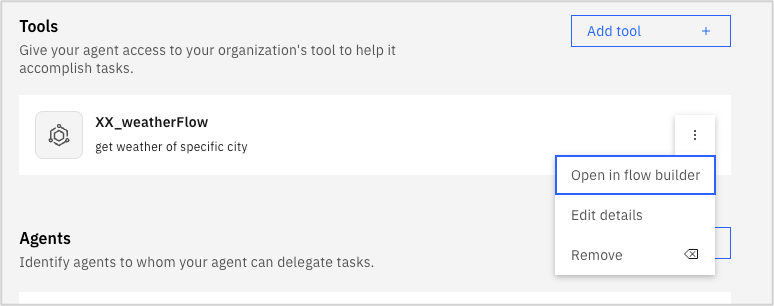 Tools
Give your agent access to your organization's tool to help it
accomplish tasks.
Add tool +
XX_weatherFlow
get weather of specific city
Open in flow builder
Edit details
Remove
Agents
Identify agents to whom your agent can delegate tasks.